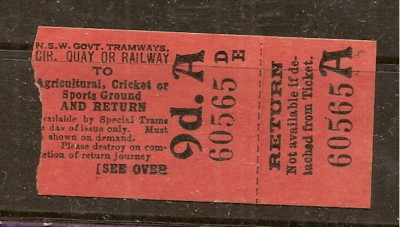 N.S.W. GOVT. TRAMWAYS,
CIR. QUAY OR RAILWAY
TO
Agricultural, Cricket or
Sports Ground
AND RETURN
vailable by Special Trams
a day of issue only. Must
shown on demand.
Please destroy on com-
etion of return journey
[SEE OVER
9d. A
60565
D
E
RETURN
Not available if de-
tached from Ticket.
60565
A